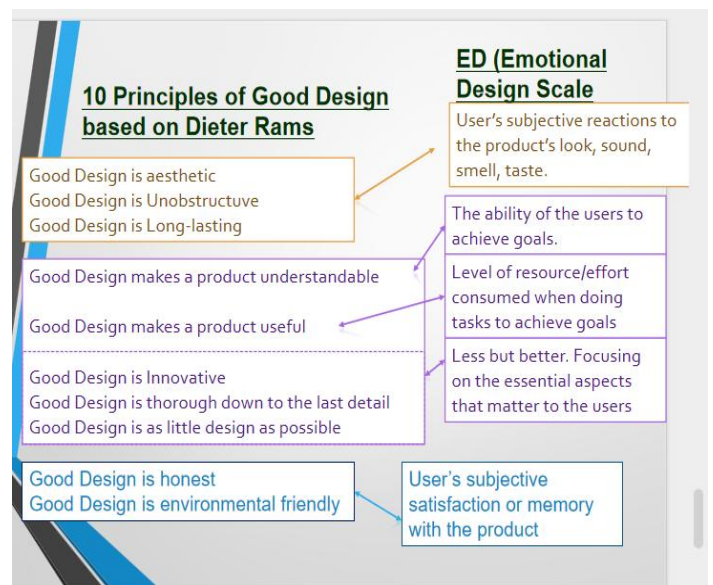 10 Principles of Good Design
based on Dieter Rams
ED (Emotional
Design Scale
Good Design is aesthetic
Good Design is Unobstructuve
Good Design is Long-lasting
User's subjective reactions to
the product's look, sound,
smell, taste.
Good Design makes a product understandable
Good Design makes a product useful
The ability of the users to
achieve goals.
Level of resource/effort
consumed when doing
tasks to achieve goals
Good Design is Innovative
Good Design is thorough down to the last detail
Good Design is as little design as possible
Less but better. Focusing
on the essential aspects
that matter to the users
Good Design is honest
Good Design is environmental friendly
User's subjective
satisfaction or memory
with the product